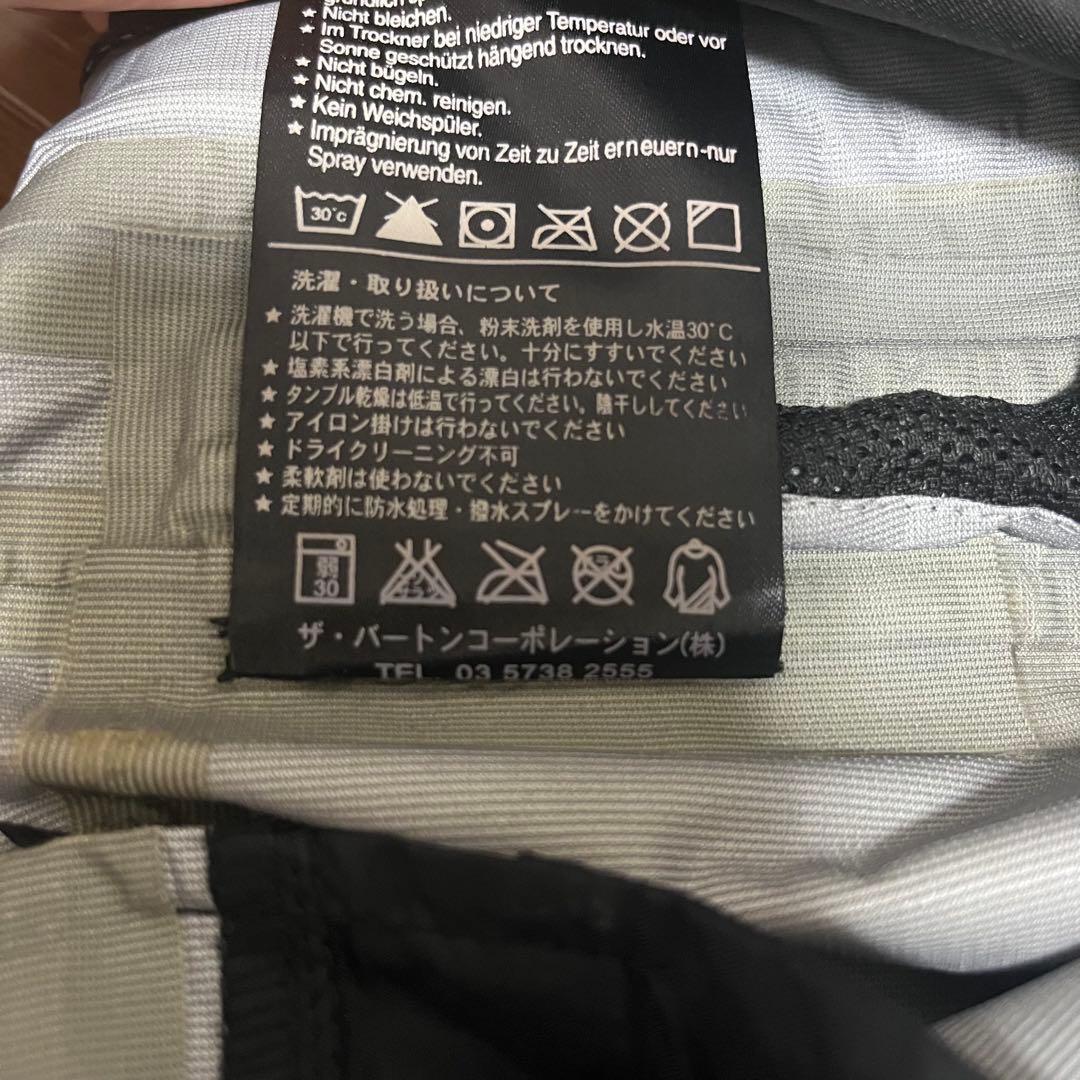 gründlich sp
★ Nicht bleichen.
★ Im Trockner bei niedriger Temperatur oder vor
Sonne geschützt hängend trocknen.
★ Nicht bügeln.
★ Nicht chem. reinigen.
★ Kein Weichspüler.
★ Imprägnierung von Zeit zu Zeit erneuern-nur
Spray verwenden.
30°c
洗濯・取り扱いについて
★ 洗濯機で洗う場合、粉末洗剤を使用し水温30°C
以下で行ってください。十分にすすいでください
★ 塩素系漂白剤による漂白は行わないでください
★ タンブル乾燥は低温で行ってください。陰干ししてください
★ アイロン掛けは行わないでください
★ ドライクリーニング不可
★ 柔軟剤は使わないでください
★ 定期的に防水処理・撥水スプレーをかけてください
弱
30
ザ・バートンコーポレーション(株)
TEL 03 5738 2555